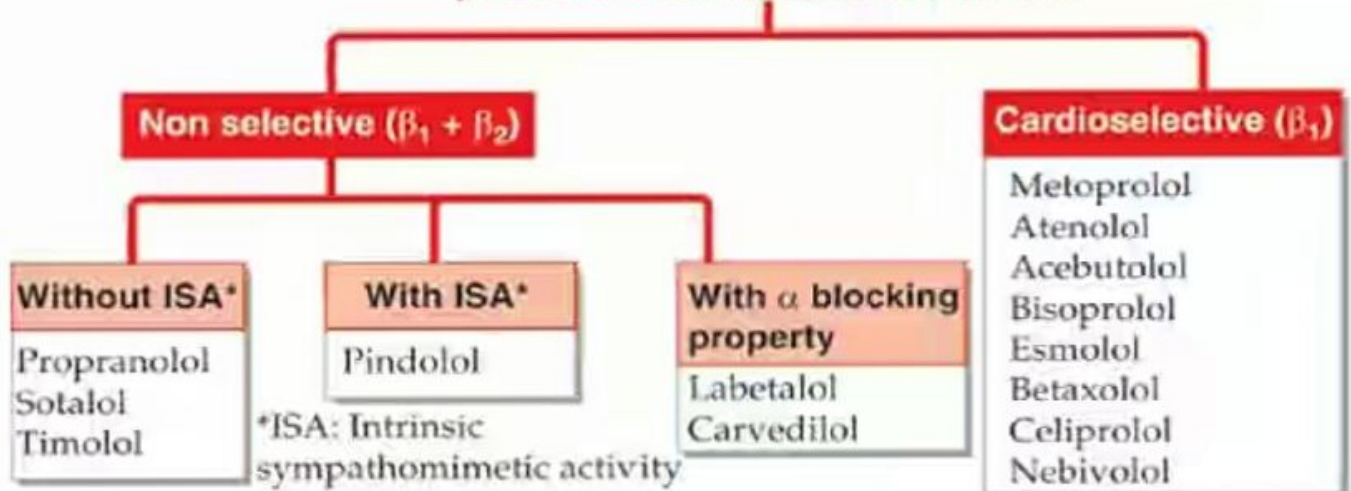 Non selective (β₁ + β₂)
Cardioselective (β₁)
Without ISA*
Propranolol
Sotalol
Timolol
With ISA*
Pindolol
*ISA: Intrinsic
sympathomimetic activity
With α blocking
property
Labetalol
Carvedilol
Metoprolol
Atenolol
Acebutolol
Bisoprolol
Esmolol
Betaxolol
Celiprolol
Nebivolol